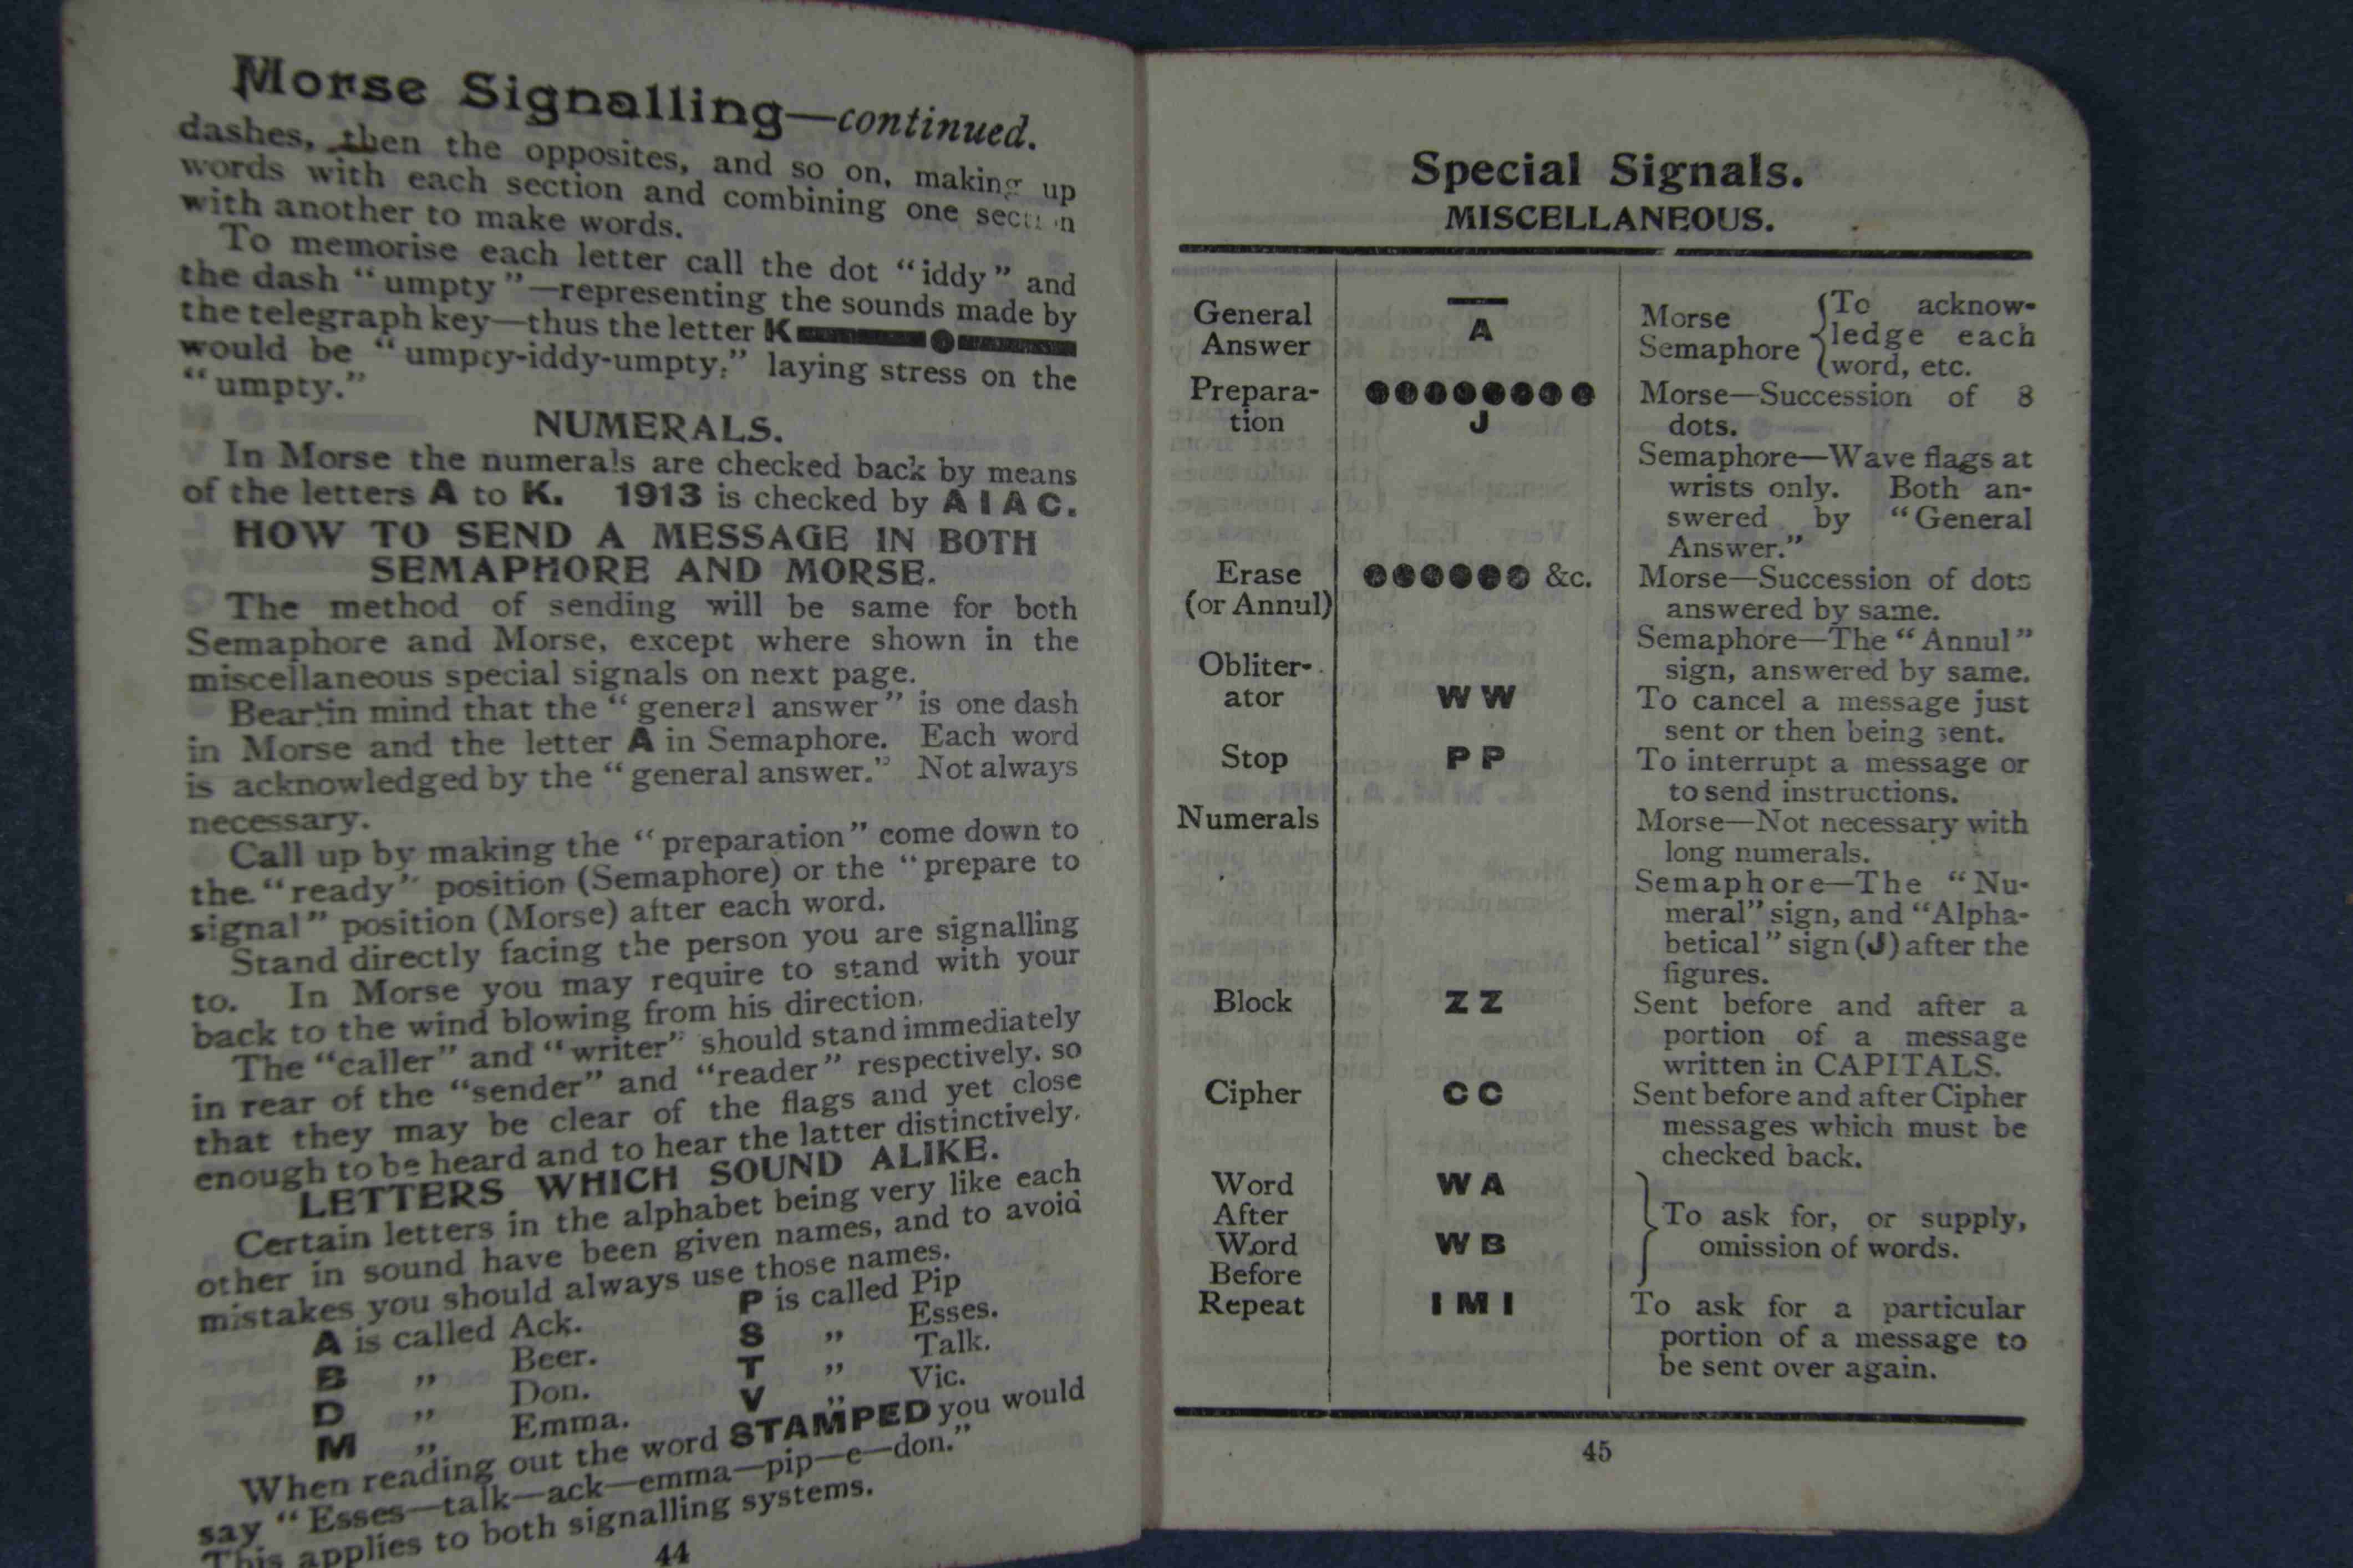 Morse Signalling—continued.
dashes, then the opposites, and so on, making up
words with each section and combining one section
with another to make words.
To memorise each letter call the dot “iddy” and
the dash “umpty”—representing the sounds made by
the telegraph key—thus the letter K
would be “umpty-iddy-umpty,” laying stress on the
“umpty.”
NUMERALS.
In Morse the numerals are checked back by means
of the letters A to K. 1913 is checked by A I A C.
HOW TO SEND A MESSAGE IN BOTH
SEMAPHORE AND MORSE.
The method of sending will be same for both
Semaphore and Morse, except where shown in the
miscellaneous special signals on next page.
Bear in mind that the “general answer” is one dash
in Morse and the letter A in Semaphore. Each word
is acknowledged by the “general answer.” Not always
necessary.
Call up by making the “preparation” come down to
the “ready” position (Semaphore) or the “prepare to
signal” position (Morse) after each word.
Stand directly facing the person you are signalling
to. In Morse you may require to stand with your
back to the wind blowing from his direction.
The “caller” and “writer” should stand immediately
in rear of the “sender” and “reader” respectively, so
that they may be clear of the flags and yet close
enough to be heard and to hear the latter distinctively.
LETTERS WHICH SOUND ALIKE.
Certain letters in the alphabet being very like each
other in sound have been given names, and to avoid
mistakes you should always use those names.
A is called Ack. P is called Pip
B ” Beer. S ” Esses.
D ” Don. T ” Talk.
M ” Emma. V ” Vic.
When reading out the word STAMPED you would
say “Esses—talk—ack—emma—pip—e—don.”
This applies to both signalling systems.
44
Special Signals.
MISCELLANEOUS.
General Answer — A Morse Semaphore {To acknow-
ledge each
word, etc.
Prepara- ●●●●●●●● Morse—Succession of 8
tion J dots.
Semaphore—Wave flags at
wrists only. Both an-
swered by “General
Answer.”
Erase ●●●●●● &c. Morse—Succession of dots
(or Annul) answered by same.
Semaphore—The “Annul”
Obliter- sign, answered by same.
ator W W To cancel a message just
sent or then being sent.
Stop P P To interrupt a message or
to send instructions.
Numerals Morse—Not necessary with
long numerals.
Semaphore—The “Nu-
meral” sign, and “Alpha-
betical” sign (J) after the
figures.
Block Z Z Sent before and after a
portion of a message
written in CAPITALS.
Cipher C C Sent before and after Cipher
messages which must be
checked back.
Word W A
After To ask for, or supply,
Word W B omission of words.
Before
Repeat I M I To ask for a particular
portion of a message to
be sent over again.
45